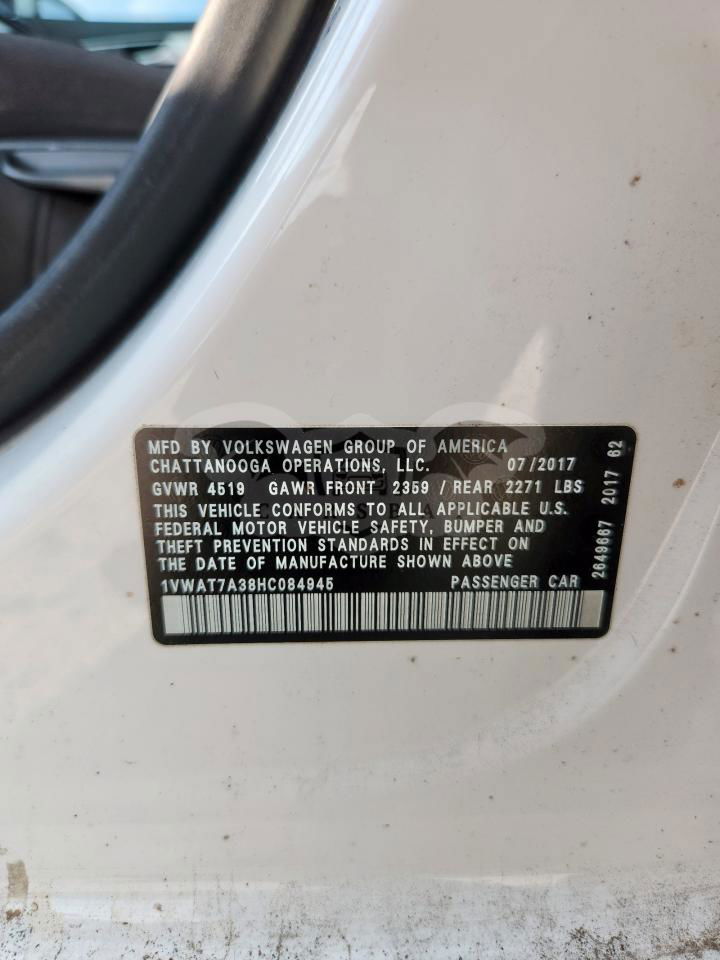 MFD BY VOLKSWAGEN GROUP OF AMERICA
CHATTANOOGA OPERATIONS, LLC. 07/2017
GVWR 4519 GAWR FRONT 2359 / REAR 2271 LBS
THIS VEHICLE CONFORMS TO ALL APPLICABLE U.S.
FEDERAL MOTOR VEHICLE SAFETY, BUMPER AND
THEFT PREVENTION STANDARDS IN EFFECT ON
THE DATE OF MANUFACTURE SHOWN ABOVE
1VWAT7A38HC084945 PASSENGER CAR
2649867 2017 62